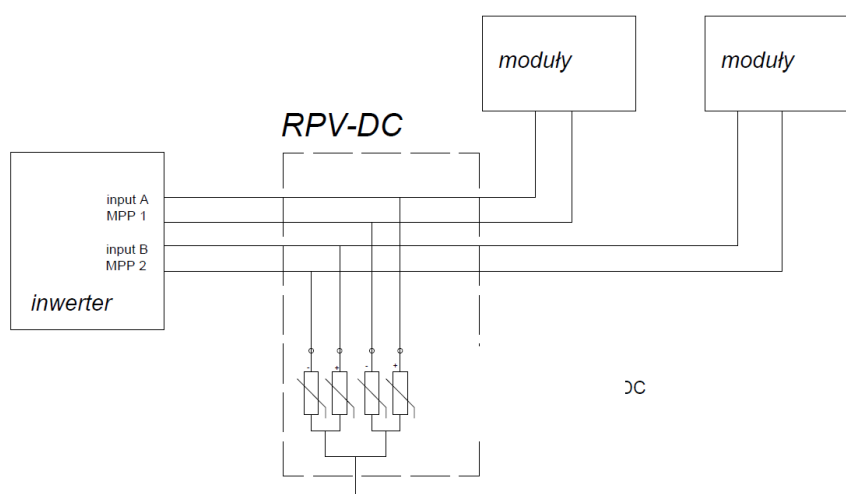 moduły
moduły
RPV-DC
input A
MPP 1
input B
MPP 2
inwerter
- + - +